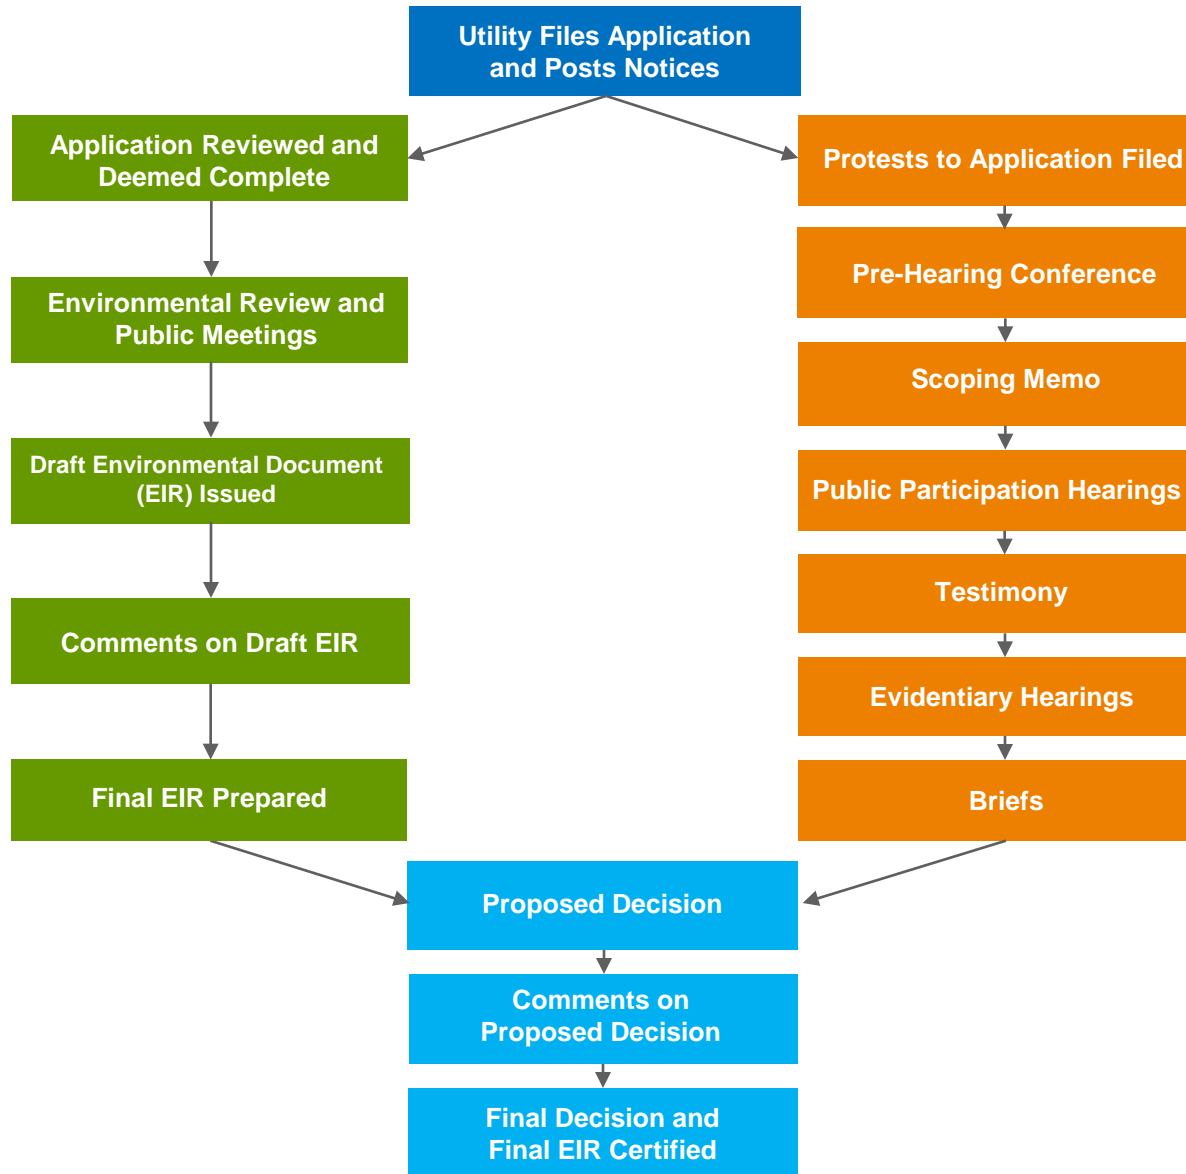 Utility Files Application
and Posts Notices
Application Reviewed and
Deemed Complete
Environmental Review and
Public Meetings
Draft Environmental Document
(EIR) Issued
Comments on Draft EIR
Final EIR Prepared
Protests to Application Filed
Pre-Hearing Conference
Scoping Memo
Public Participation Hearings
Testimony
Evidentiary Hearings
Briefs
Proposed Decision
Comments on
Proposed Decision
Final Decision and
Final EIR Certified